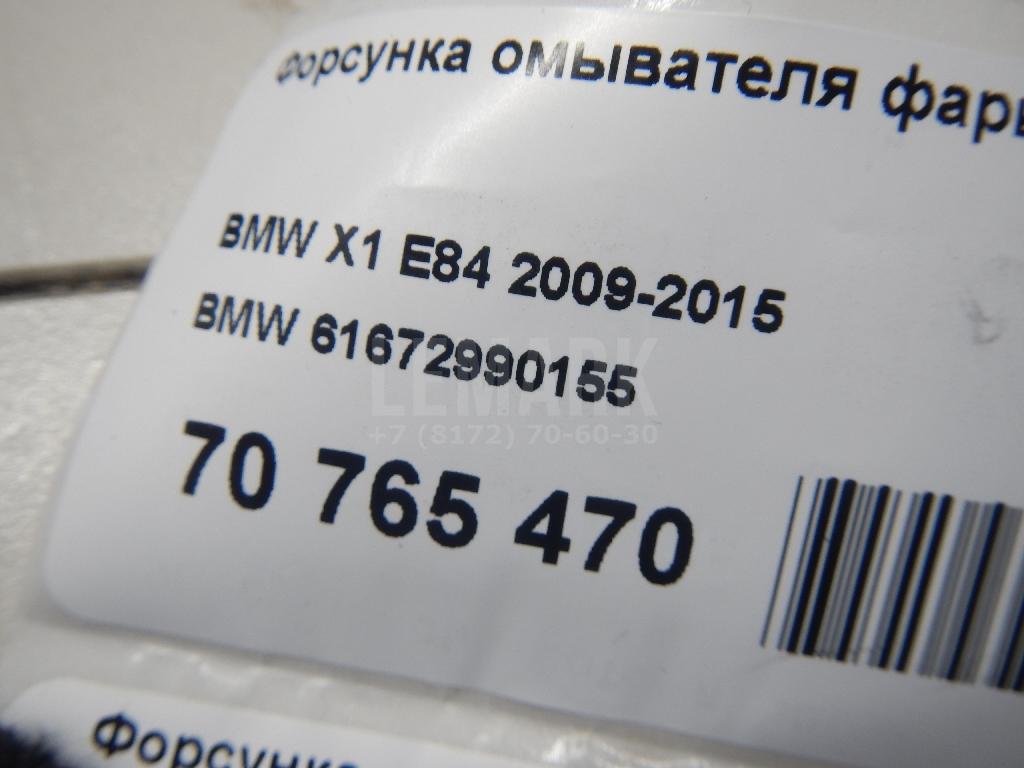 Форсунка омывателя фары
BMW X1 E84 2009-2015
BMW 61672990155
LEMARK
+7 (8172) 70-60-30
70 765 470
Форсунка